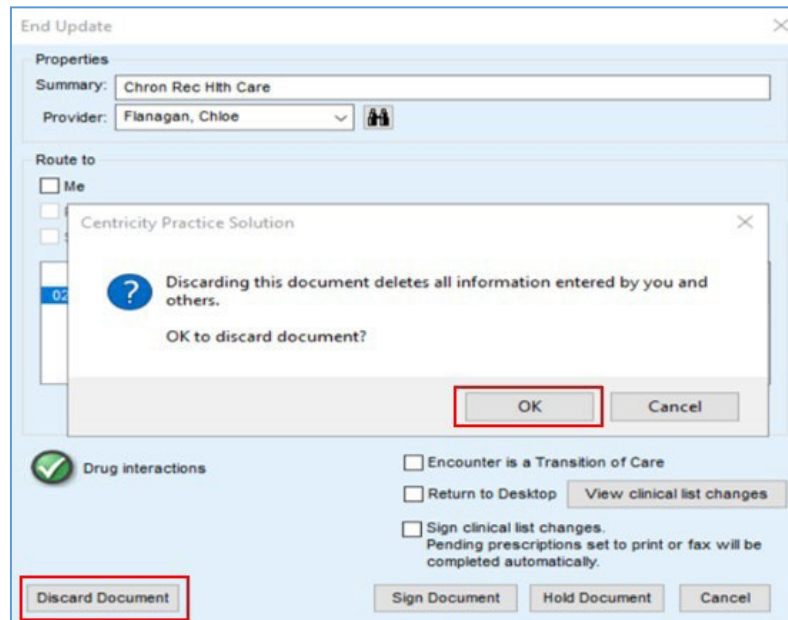 End Update
Properties
Summary: Chron Rec Hlth Care
Provider: Flanagan, Chloe
Route to
Me
Centricity Practice Solution
02
Discarding this document deletes all information entered by you and
others.
OK to discard document?
OK Cancel
Drug interactions
Encounter is a Transition of Care
Return to Desktop View clinical list changes
Sign clinical list changes.
Pending prescriptions set to print or fax will be
completed automatically.
Discard Document Sign Document Hold Document Cancel